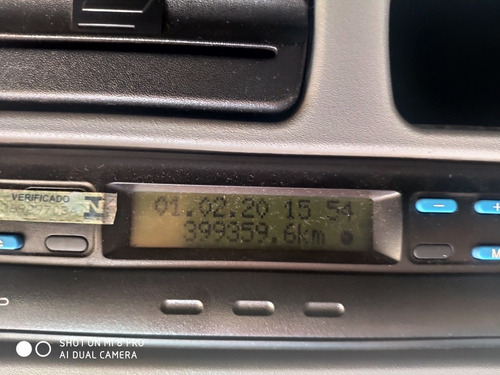 VERIFICADO
01.02.20 15 54
399359.6km
−
+
M
SHOT ON MI 8 PRO
AI DUAL CAMERA